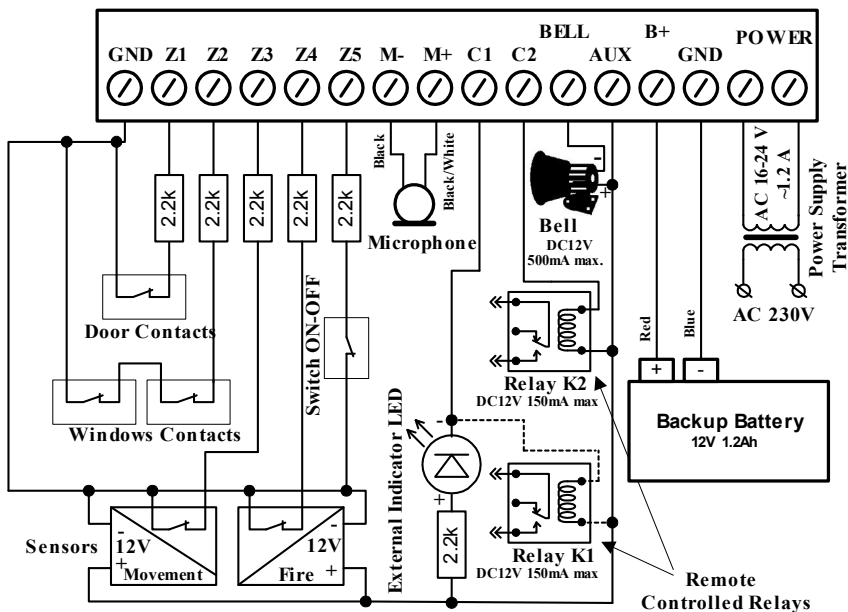 GND Z1 Z2 Z3 Z4 Z5 M- M+ C1 C2 BELL AUX B+ GND POWER
2.2k
2.2k
2.2k
2.2k
2.2k
Black
Black/White
Microphone
-
+
Bell
DC12V
500mA max.
AC 16-24 V
~1.2 A
Power Supply
Transformer
AC 230V
Red
Blue
Door Contacts
Switch ON-OFF
Windows Contacts
Relay K2
DC12V 150mA max
+
-
Backup Battery
12V 1.2Ah
External Indicator LED
-
+
2.2k
Relay K1
DC12V 150mA max
Sensors
-
12V
+
Movement
-
12V
Fire
+
Remote
Controlled Relays